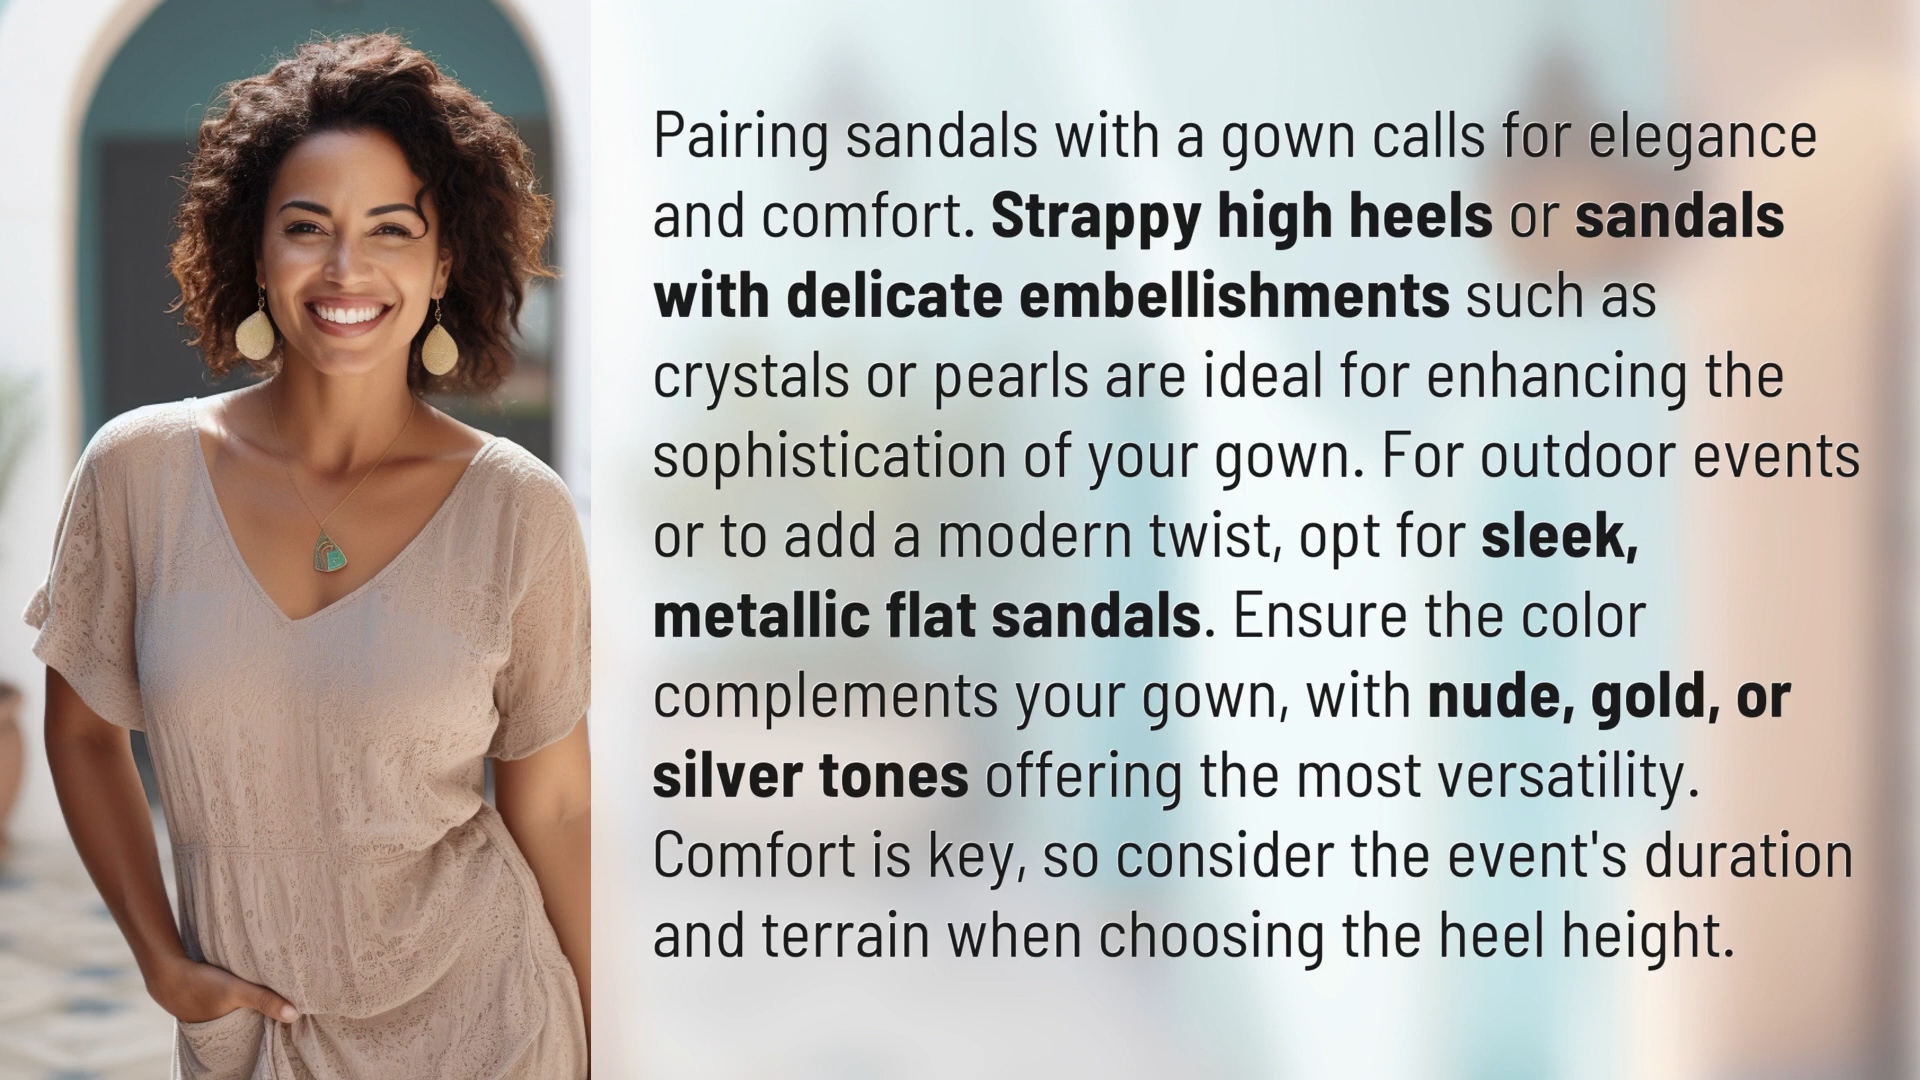 Pairing sandals with a gown calls for elegance
and comfort. Strappy high heels or sandals
with delicate embellishments such as
crystals or pearls are ideal for enhancing the
sophistication of your gown. For outdoor events
or to add a modern twist, opt for sleek,
metallic flat sandals. Ensure the color
complements your gown, with nude, gold, or
silver tones offering the most versatility.
Comfort is key, so consider the event's duration
and terrain when choosing the heel height.